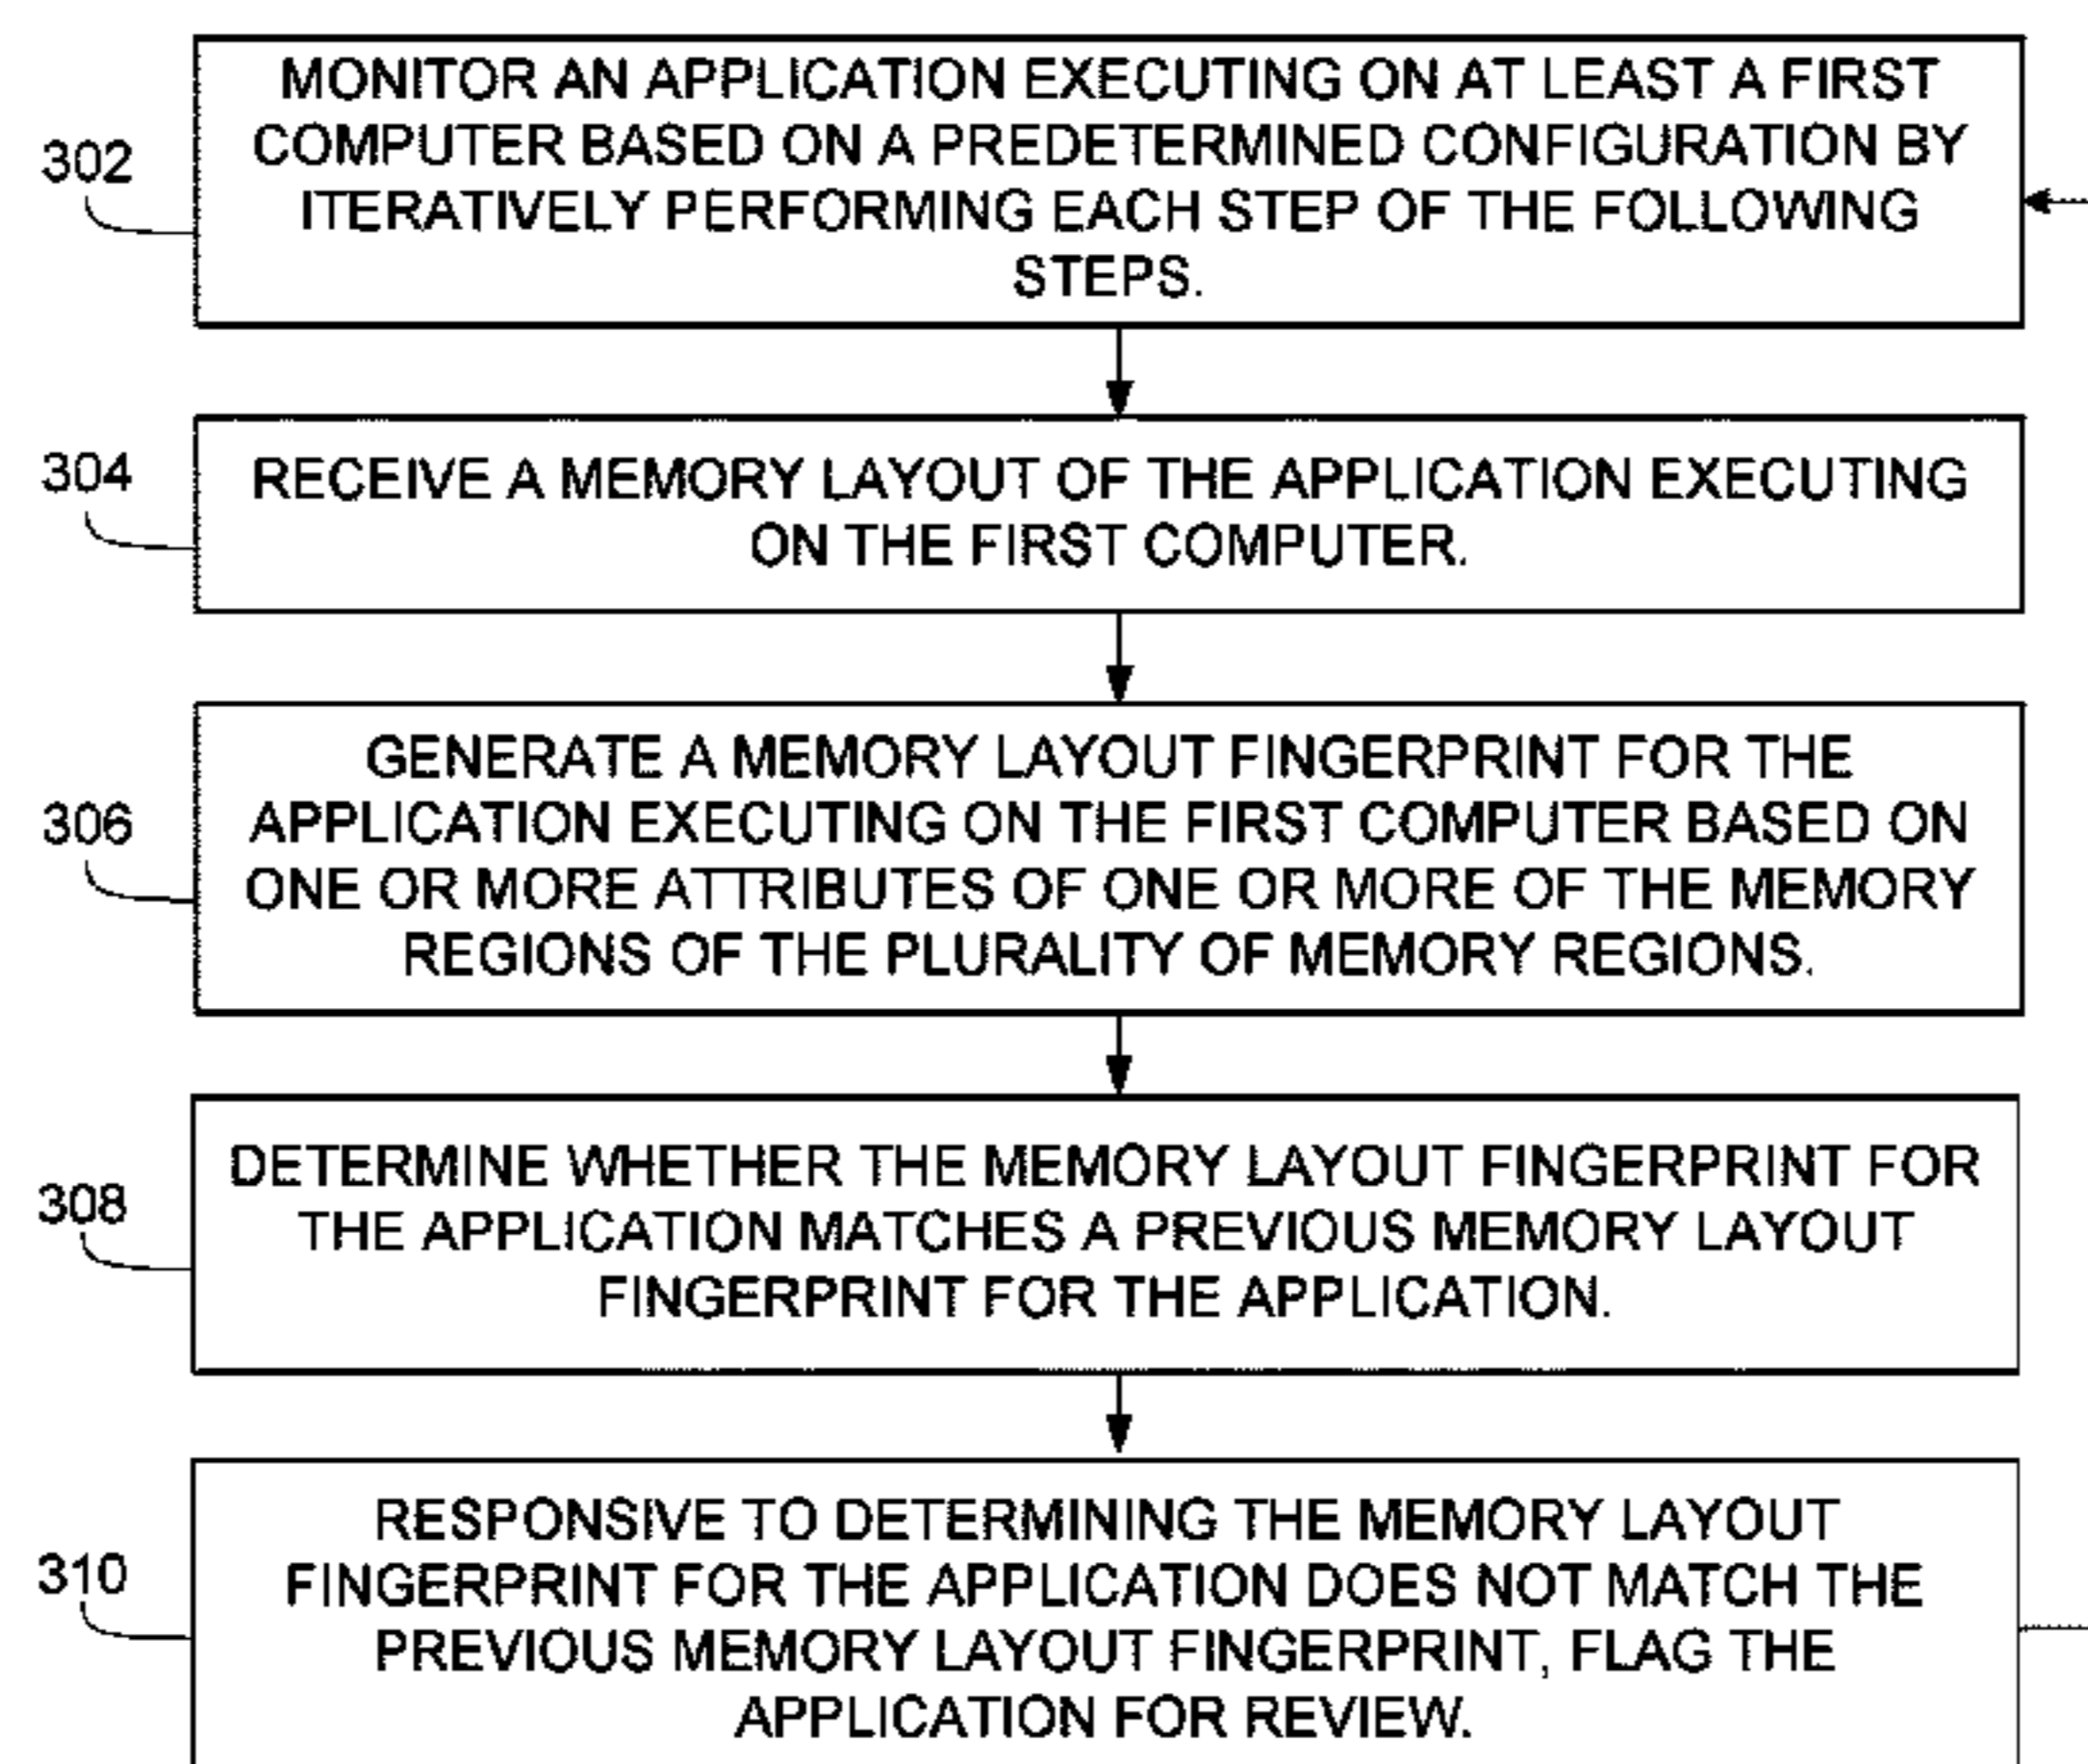 302
MONITOR AN APPLICATION EXECUTING ON AT LEAST A FIRST
COMPUTER BASED ON A PREDETERMINED CONFIGURATION BY
ITERATIVELY PERFORMING EACH STEP OF THE FOLLOWING
STEPS.
304
RECEIVE A MEMORY LAYOUT OF THE APPLICATION EXECUTING
ON THE FIRST COMPUTER.
306
GENERATE A MEMORY LAYOUT FINGERPRINT FOR THE
APPLICATION EXECUTING ON THE FIRST COMPUTER BASED ON
ONE OR MORE ATTRIBUTES OF ONE OR MORE OF THE MEMORY
REGIONS OF THE PLURALITY OF MEMORY REGIONS.
308
DETERMINE WHETHER THE MEMORY LAYOUT FINGERPRINT FOR
THE APPLICATION MATCHES A PREVIOUS MEMORY LAYOUT
FINGERPRINT FOR THE APPLICATION.
310
RESPONSIVE TO DETERMINING THE MEMORY LAYOUT
FINGERPRINT FOR THE APPLICATION DOES NOT MATCH THE
PREVIOUS MEMORY LAYOUT FINGERPRINT, FLAG THE
APPLICATION FOR REVIEW.